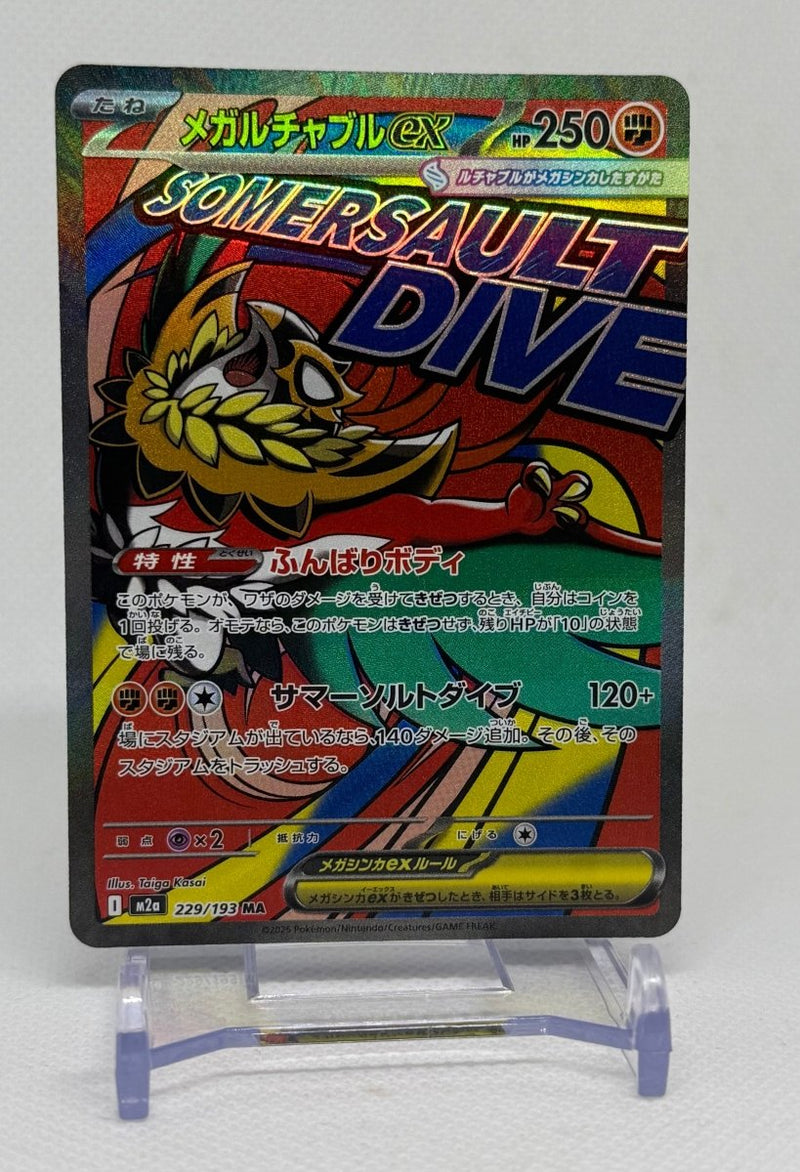 たね
メガルチャブルex HP250
ルチャブルがメガシンカしたすがた
SOMERSAULT
DIVE
特性 とくせい ふんばりボディ
このポケモンが、ワザのダメージを受けてきぜつするとき、自分はコインを
1回投げる。オモテなら、このポケモンはきぜつせず、残りHPが「10」の状態
で場に残る。
サマーソルトダイブ 120+
場にスタジアムが出ているなら、140ダメージ追加。その後、その
スタジアムをトラッシュする。
弱点 ×2 抵抗力 にげる
メガシンカexルール
メガシンカexがきぜつしたとき、相手はサイドを3枚とる。
Illus. Taiga Kasai
I m2a 229/193 MA
©2025 Pokémon/Nintendo/Creatures/GAME FREAK